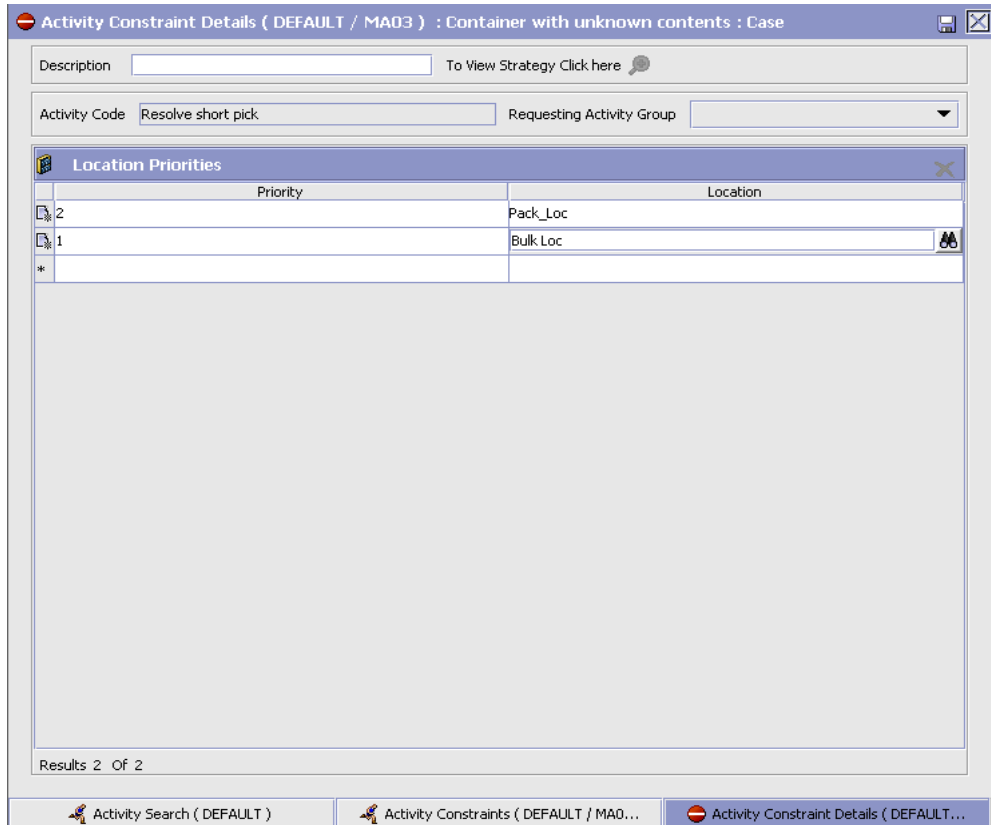 Activity Constraint Details ( DEFAULT / MA03 ) : Container with unknown contents : Case
Description To View Strategy Click here
Activity Code Resolve short pick Requesting Activity Group
Location Priorities
Priority Location
2 Pack_Loc
1 Bulk Loc
*
Results 2 Of 2
Activity Search ( DEFAULT ) Activity Constraints ( DEFAULT / MA0... Activity Constraint Details ( DEFAULT...